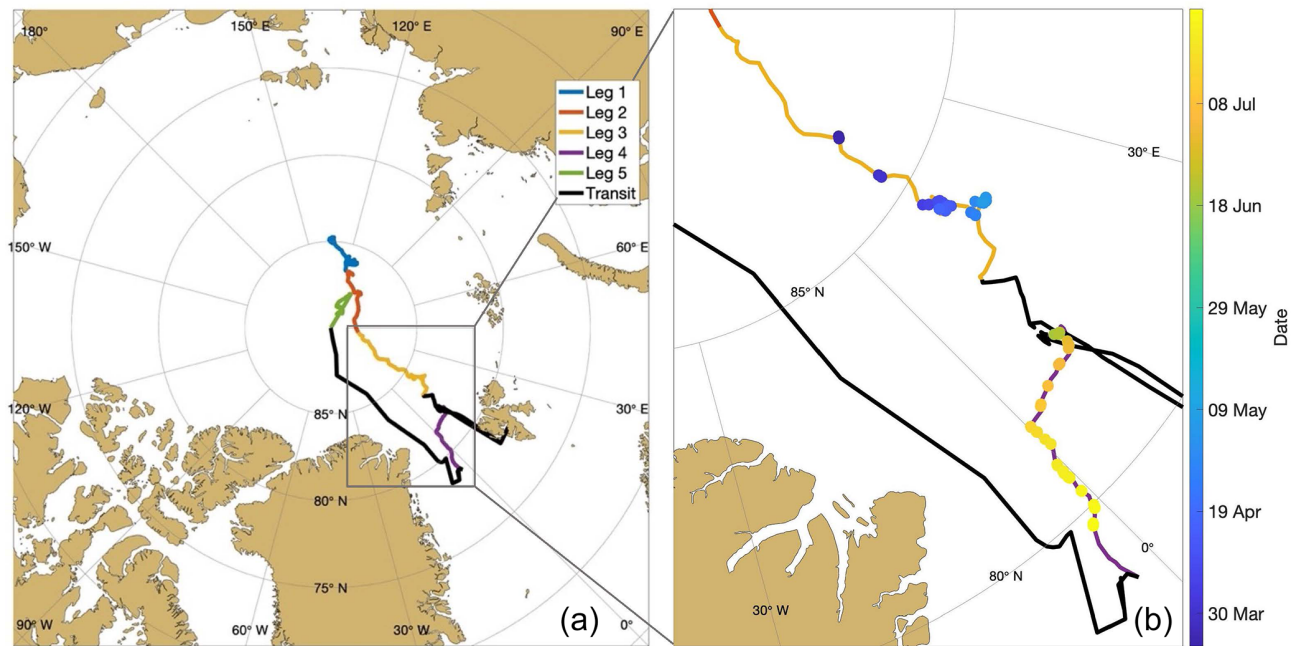 180°
150° E
120° E
90° E
Leg 1
Leg 2
Leg 3
Leg 4
Leg 5
Transit
150° W
60° E
120° W
85° N
30° E
80° N
75° N
90° W
60° W
30° W
(a)
0°
30° E
85° N
0°
80° N
30° W
(b)
08 Jul
18 Jun
29 May
09 May
19 Apr
30 Mar
Date